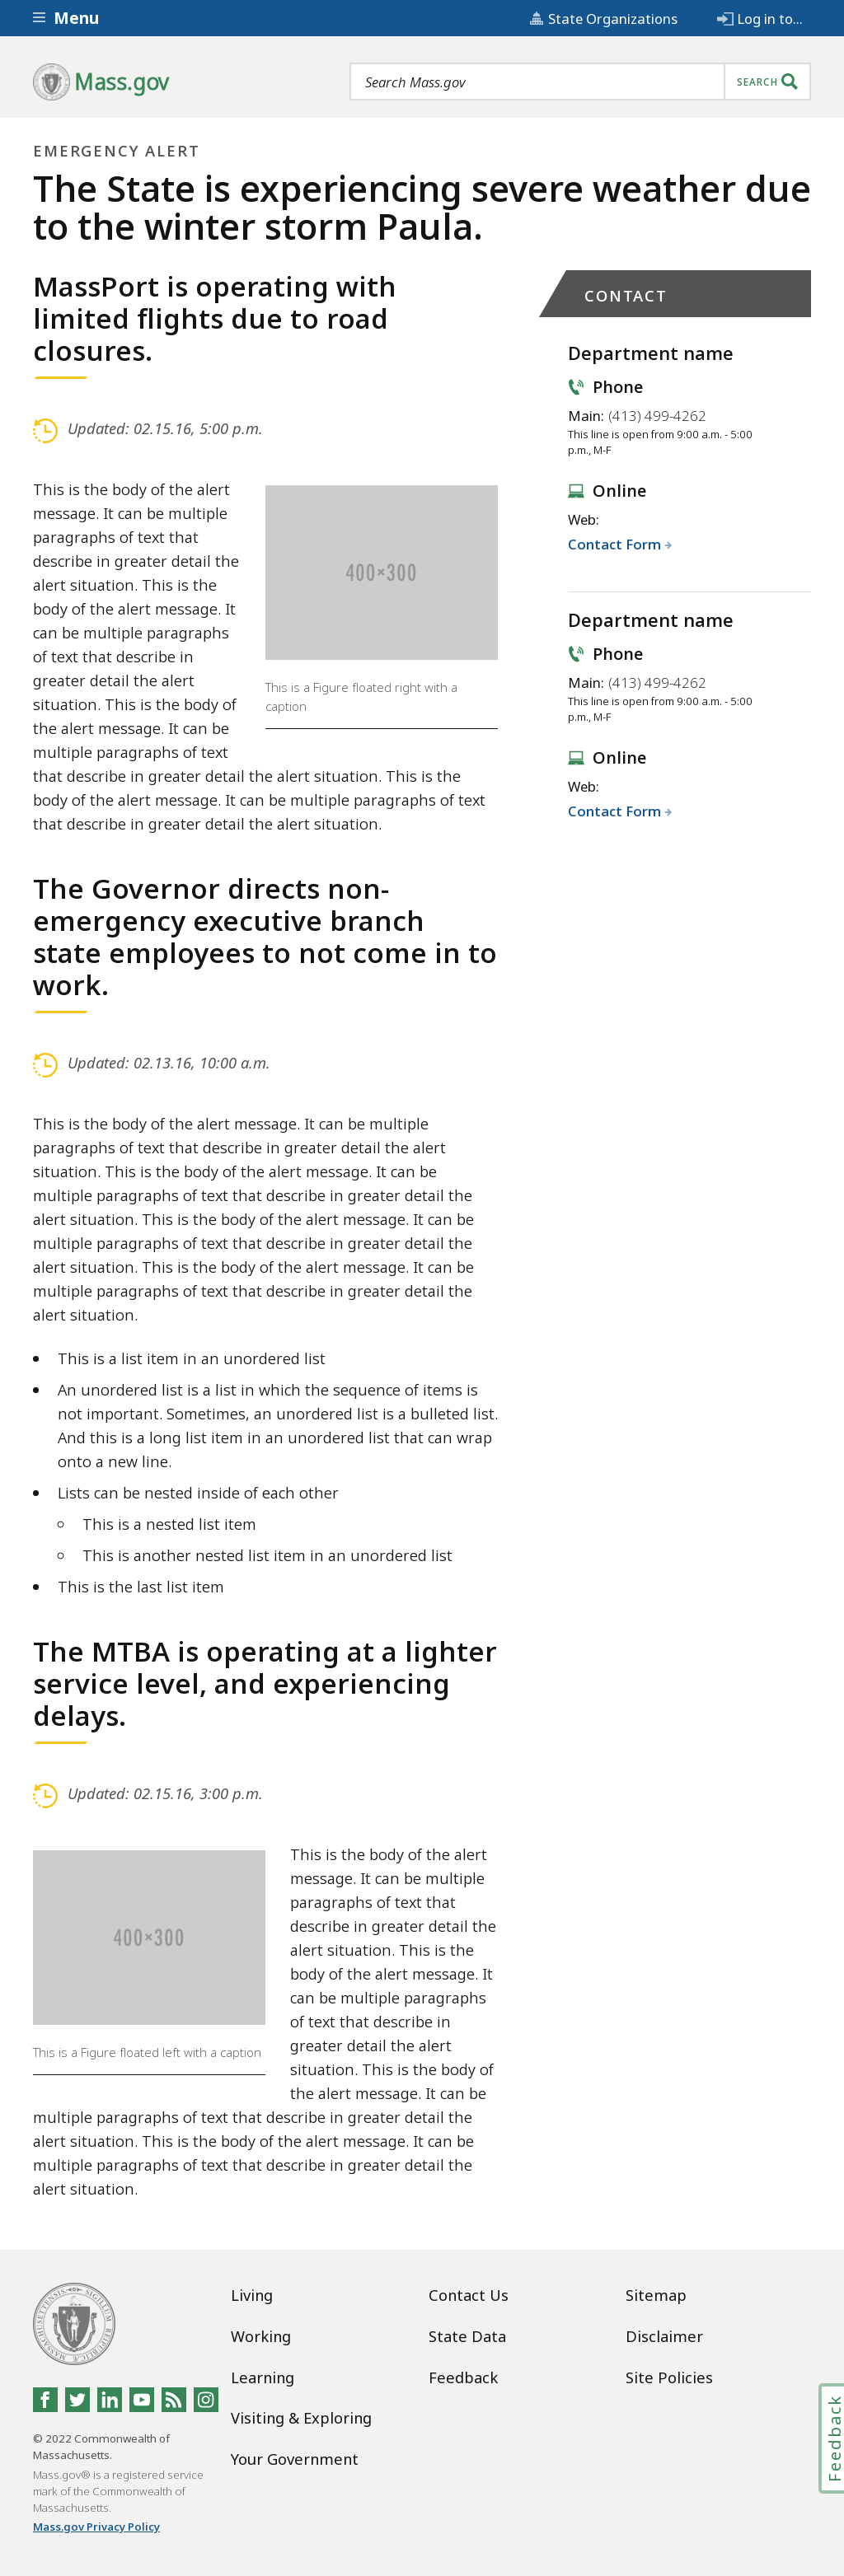 Menu
State Organizations
Log in to...
Mass.gov
Search Mass.gov
SEARCH
EMERGENCY ALERT
The State is experiencing severe weather due
to the winter storm Paula.
MassPort is operating with
limited flights due to road
closures.
Updated: 02.15.16, 5:00 p.m.
This is the body of the alert
message. It can be multiple
paragraphs of text that
describe in greater detail the
alert situation. This is the
body of the alert message. It
can be multiple paragraphs
of text that describe in
greater detail the alert
situation. This is the body of
the alert message. It can be
multiple paragraphs of text
that describe in greater detail the alert situation. This is the
body of the alert message. It can be multiple paragraphs of text
that describe in greater detail the alert situation.
400×300
This is a Figure floated right with a
caption
The Governor directs non-
emergency executive branch
state employees to not come in to
work.
Updated: 02.13.16, 10:00 a.m.
This is the body of the alert message. It can be multiple
paragraphs of text that describe in greater detail the alert
situation. This is the body of the alert message. It can be
multiple paragraphs of text that describe in greater detail the
alert situation. This is the body of the alert message. It can be
multiple paragraphs of text that describe in greater detail the
alert situation. This is the body of the alert message. It can be
multiple paragraphs of text that describe in greater detail the
alert situation.
This is a list item in an unordered list
An unordered list is a list in which the sequence of items is
not important. Sometimes, an unordered list is a bulleted list.
And this is a long list item in an unordered list that can wrap
onto a new line.
Lists can be nested inside of each other
This is a nested list item
This is another nested list item in an unordered list
This is the last list item
The MTBA is operating at a lighter
service level, and experiencing
delays.
Updated: 02.15.16, 3:00 p.m.
400×300
This is a Figure floated left with a caption
This is the body of the alert
message. It can be multiple
paragraphs of text that
describe in greater detail the
alert situation. This is the
body of the alert message. It
can be multiple paragraphs
of text that describe in
greater detail the alert
situation. This is the body of
the alert message. It can be
multiple paragraphs of text that describe in greater detail the
alert situation. This is the body of the alert message. It can be
multiple paragraphs of text that describe in greater detail the
alert situation.
CONTACT
Department name
Phone
Main: (413) 499-4262
This line is open from 9:00 a.m. - 5:00
p.m., M-F
Online
Web:
Contact Form
Department name
Phone
Main: (413) 499-4262
This line is open from 9:00 a.m. - 5:00
p.m., M-F
Online
Web:
Contact Form
© 2022 Commonwealth of
Massachusetts.
Mass.gov® is a registered service
mark of the Commonwealth of
Massachusetts.
Mass.gov Privacy Policy
Living
Working
Learning
Visiting & Exploring
Your Government
Contact Us
State Data
Feedback
Sitemap
Disclaimer
Site Policies
Feedback